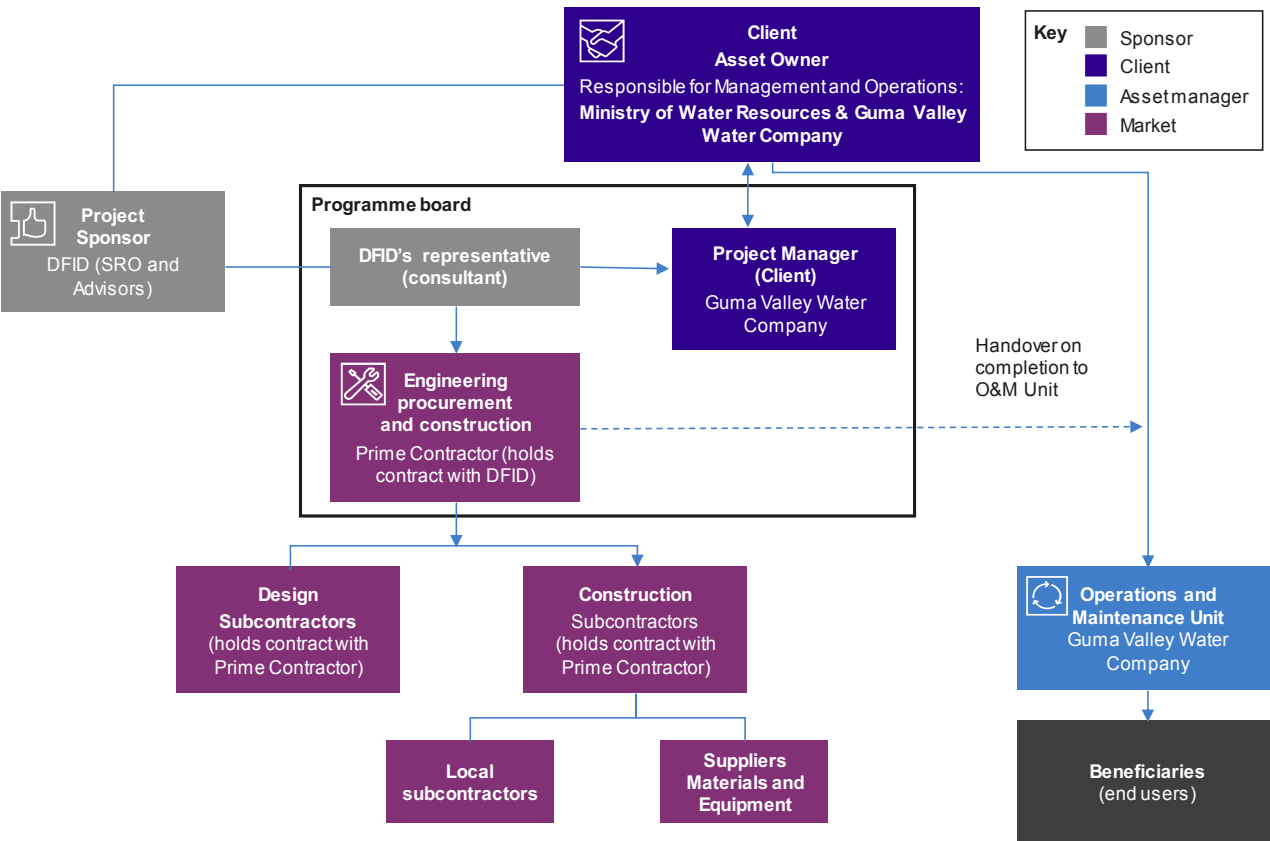 Client
Asset Owner
Responsible for Management and Operations:
Ministry of Water Resources & Guma Valley
Water Company
Key
Sponsor
Client
Asset manager
Market
Project
Sponsor
DFID (SRO and
Advisors)
Programme board
DFID's representative
(consultant)
Project Manager
(Client)
Guma Valley Water
Company
Engineering
procurement
and construction
Prime Contractor (holds
contract with DFID)
Handover on
completion to
O&M Unit
Design
Subcontractors
(holds contract with
Prime Contractor)
Construction
Subcontractors
(holds contract with
Prime Contractor)
Operations and
Maintenance Unit
Guma Valley Water
Company
Local
subcontractors
Suppliers
Materials and
Equipment
Beneficiaries
(end users)